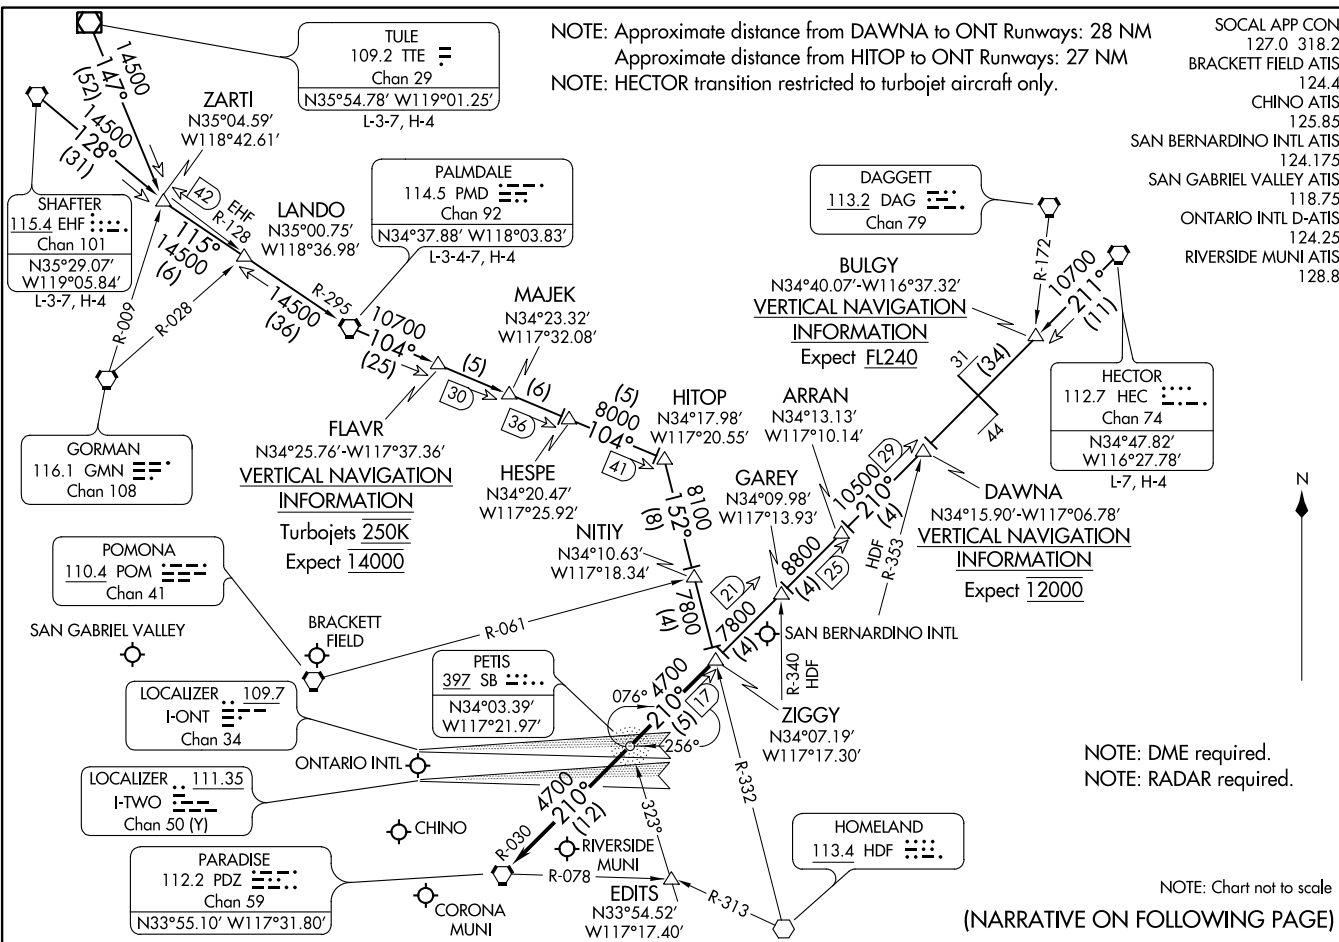 NOTE: Approximate distance from DAWNA to ONT Runways: 28 NM
Approximate distance from HITOP to ONT Runways: 27 NM
NOTE: HECTOR transition restricted to turbojet aircraft only.
SOCAL APP CON
127.0 318.2
BRACKETT FIELD ATIS
124.4
CHINO ATIS
125.85
SAN BERNARDINO INTL ATIS
124.175
SAN GABRIEL VALLEY ATIS
118.75
ONTARIO INTL D-ATIS
124.25
RIVERSIDE MUNI ATIS
128.8
TULE
109.2 TTE
Chan 29
N35°54.78' W119°01.25'
L-3-7, H-4
14500
147°
(52)
14500
128°
(31)
ZARTI
N35°04.59'
W118°42.61'
SHAFTER
115.4 EHF
Chan 101
N35°29.07'
W119°05.84'
L-3-7, H-4
42
EHF
R-128
115°
14500
(6)
LANDO
N35°00.75'
W118°36.98'
PALMDALE
114.5 PMD
Chan 92
N34°37.88' W118°03.83'
L-3-4-7, H-4
R-009
R-028
R-295
14500
(36)
GORMAN
116.1 GMN
Chan 108
10700
104°
(25)
MAJEK
N34°23.32'
W117°32.08'
(5)
30
(6)
36
FLAVR
N34°25.76'-W117°37.36'
VERTICAL NAVIGATION
INFORMATION
Turbojets 250K
Expect 14000
HESPE
N34°20.47'
W117°25.92'
(5)
8000
104°
41
HITOP
N34°17.98'
W117°20.55'
DAGGETT
113.2 DAG
Chan 79
BULGY
N34°40.07'-W116°37.32'
VERTICAL NAVIGATION
INFORMATION
Expect FL240
R-172
10700
211°
(11)
HECTOR
112.7 HEC
Chan 74
N34°47.82'
W116°27.78'
L-7, H-4
31
(34)
44
ARRAN
N34°13.13'
W117°10.14'
29
10500
210°
(4)
DAWNA
N34°15.90'-W117°06.78'
VERTICAL NAVIGATION
INFORMATION
Expect 12000
HDF
R-353
GAREY
N34°09.98'
W117°13.93'
8800
(4)
25
8100
152°
(8)
NITIY
N34°10.63'
W117°18.34'
7800
(4)
21
7800
(4)
SAN BERNARDINO INTL
R-340
HDF
POMONA
110.4 POM
Chan 41
SAN GABRIEL VALLEY
BRACKETT
FIELD
R-061
PETIS
397 SB
N34°03.39'
W117°21.97'
076°
4700
210°
(5)
17
256°
ZIGGY
N34°07.19'
W117°17.30'
LOCALIZER 109.7
I-ONT
Chan 34
ONTARIO INTL
LOCALIZER 111.35
I-TWO
Chan 50 (Y)
4700
210°
(12)
R-030
323°
R-332
CHINO
RIVERSIDE
MUNI
PARADISE
112.2 PDZ
Chan 59
N33°55.10' W117°31.80'
R-078
CORONA
MUNI
EDITS
N33°54.52'
W117°17.40'
R-313
HOMELAND
113.4 HDF
N
NOTE: DME required.
NOTE: RADAR required.
NOTE: Chart not to scale
(NARRATIVE ON FOLLOWING PAGE)